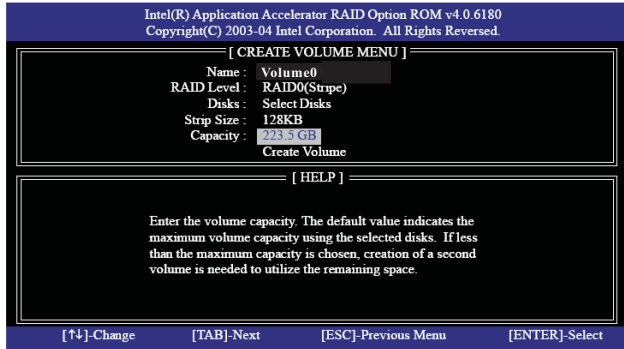 Intel(R) Application Accelerator RAID Option ROM v4.0.6180
Copyright(C) 2003-04 Intel Corporation. All Rights Reversed.
[ CREATE VOLUME MENU ]
Name : Volume0
RAID Level : RAID0(Stripe)
Disks : Select Disks
Strip Size : 128KB
Capacity : 223.5 GB
Create Volume
[ HELP ]
Enter the volume capacity. The default value indicates the
maximum volume capacity using the selected disks. If less
than the maximum capacity is chosen, creation of a second
volume is needed to utilize the remaining space.
[↑↓]-Change [TAB]-Next [ESC]-Previous Menu [ENTER]-Select